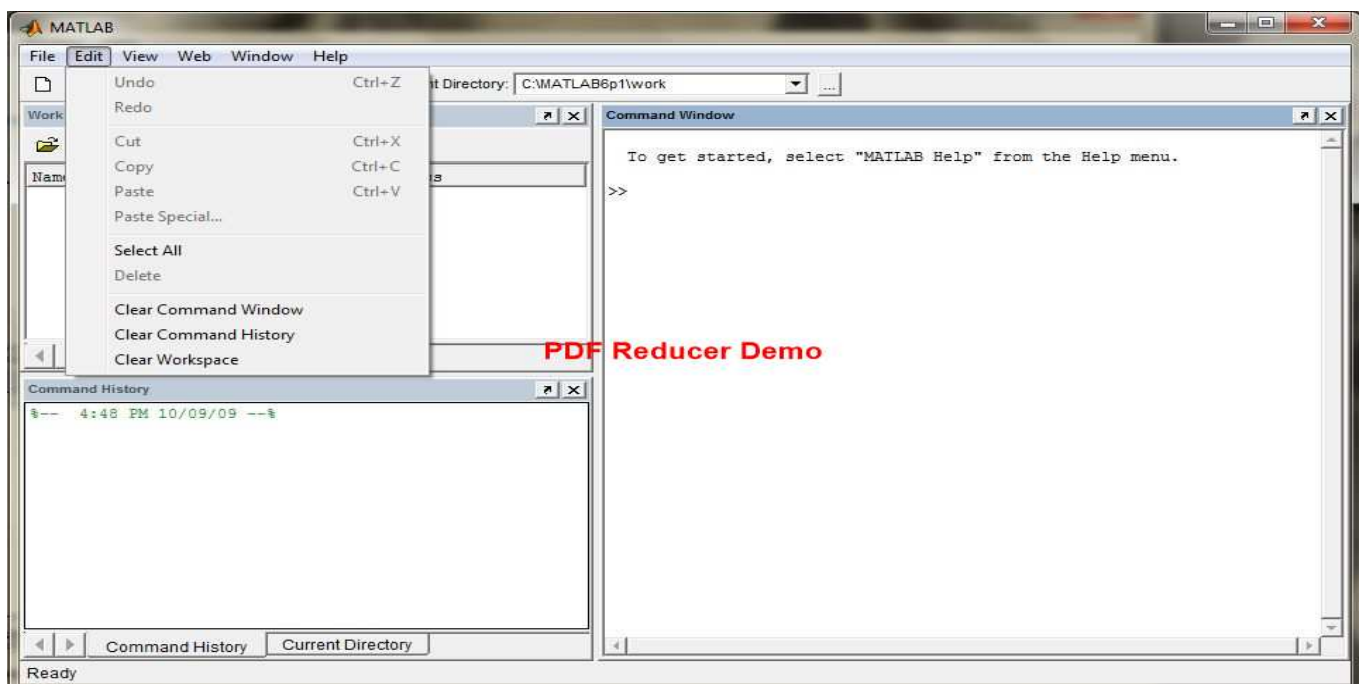 MATLAB
File Edit View Web Window Help
Undo Ctrl+Z
Redo
Cut Ctrl+X
Copy Ctrl+C
Paste Ctrl+V
Paste Special...
Select All
Delete
Clear Command Window
Clear Command History
Clear Workspace
Directory: C:\MATLAB6p1\work ...
Work
Command Window
To get started, select "MATLAB Help" from the Help menu.
>>
PDF Reducer Demo
Command History
%-- 4:48 PM 10/09/09 --%
Command History Current Directory
Ready